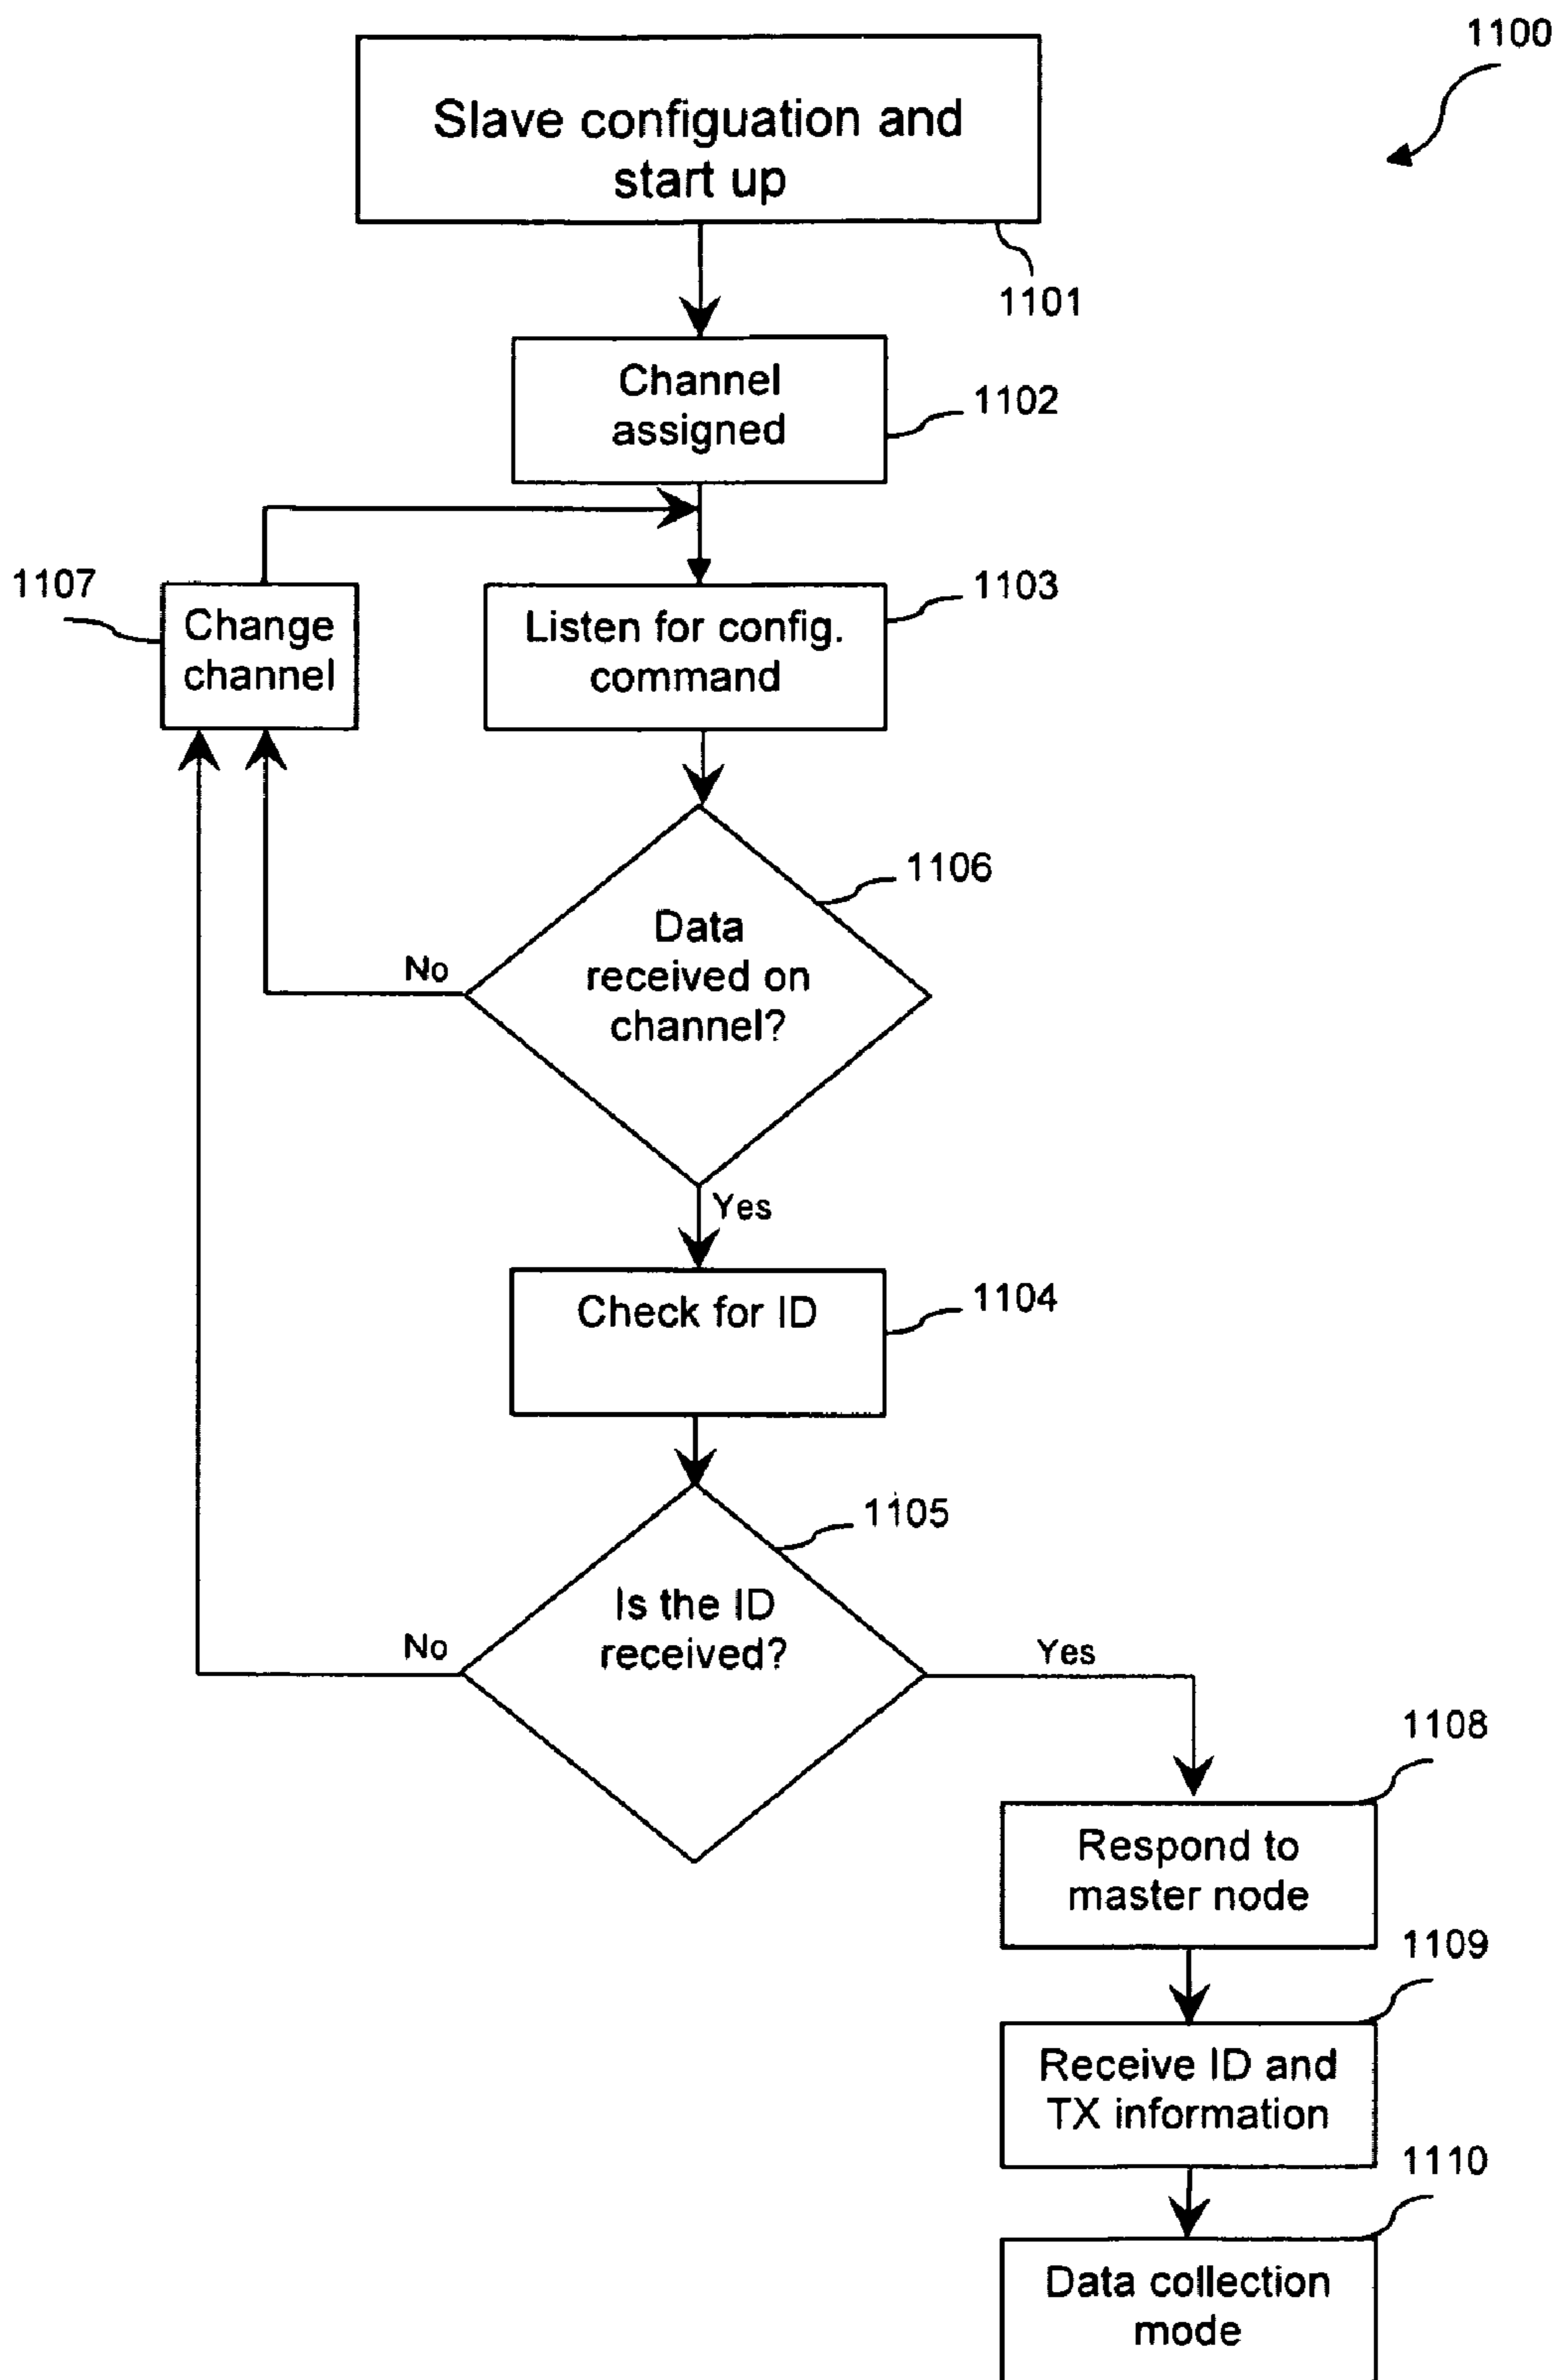 1100
Slave configuation and
start up
1101
Channel
assigned
1102
1107
Change
channel
Listen for config.
command
1103
1106
Data
received on
channel?
No
Yes
Check for ID
1104
1105
Is the ID
received?
No
Yes
1108
Respond to
master node
1109
Receive ID and
TX information
1110
Data collection
mode